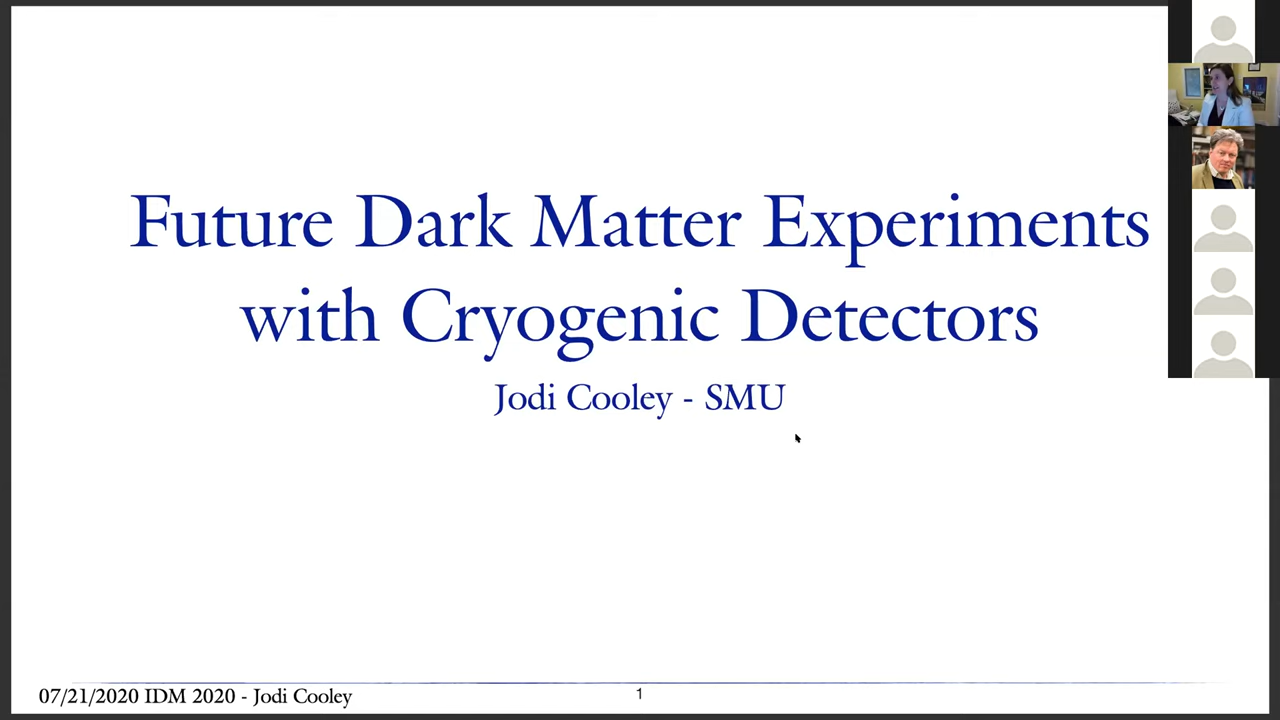 Future Dark Matter Experiments
with Cryogenic Detectors
Jodi Cooley - SMU
07/21/2020 IDM 2020 - Jodi Cooley
1